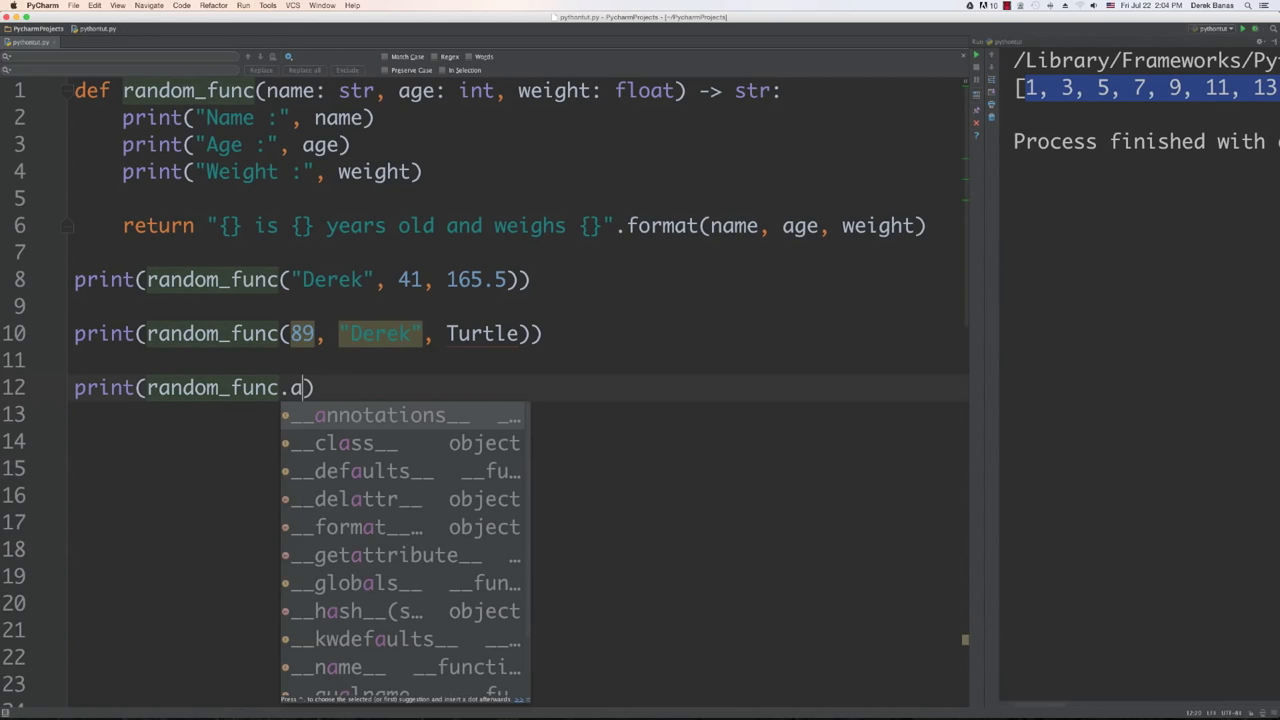 PyCharm File Edit View Navigate Code Refactor Run Tools VCS Window Help 10 Fri Jul 22 2:04 PM Derek Banas
pythontut.py - PycharmProjects - [~/PycharmProjects]
PycharmProjects pythontut.py pythontut
pythontut.py Run pythontut
Match Case Regex Words
Replace Replace all Exclude Preserve Case In Selection
/Library/Frameworks/Py
[1, 3, 5, 7, 9, 11, 13
Process finished with
1 def random_func(name: str, age: int, weight: float) -> str:
2 print("Name :", name)
3 print("Age :", age)
4 print("Weight :", weight)
5
6 return "{} is {} years old and weighs {}".format(name, age, weight)
7
8 print(random_func("Derek", 41, 165.5))
9
10 print(random_func(89, "Derek", Turtle))
11
12 print(random_func.a)
13 __annotations__ _…
14 __class__ object
15 __defaults__ __fu…
16 __delattr__ object
17 __format__… object
18 __getattribute__ …
19 __globals__ __fun…
20 __hash__(s… object
21 __kwdefaults__ __…
22 __name__ __functi…
23 __qualname__ __fu…
Press ^. to choose the selected (or first) suggestion and insert a dot afterwards >>
12:20 LF UTF-8